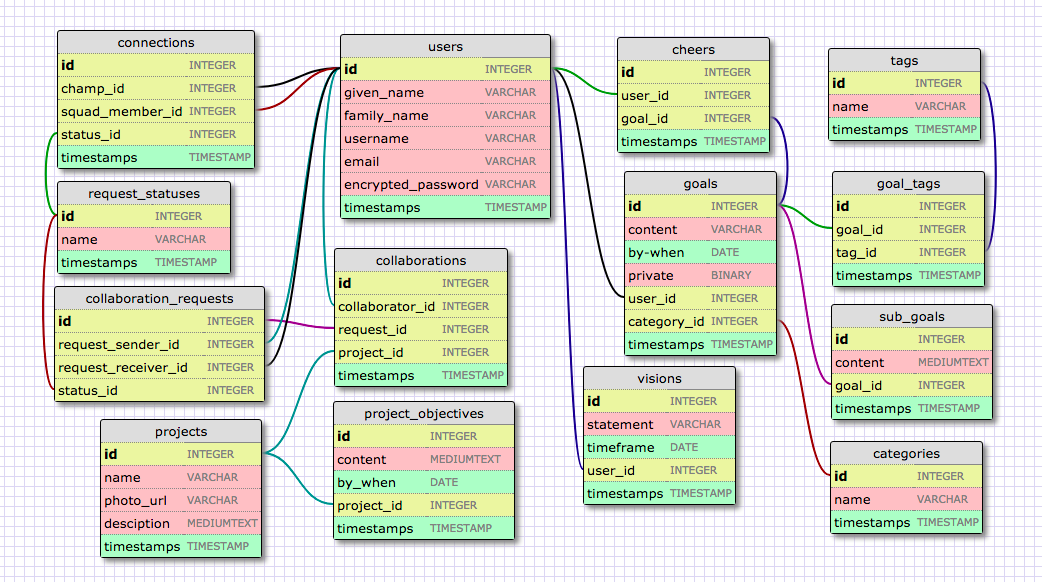 connections
id INTEGER
champ_id INTEGER
squad_member_id INTEGER
status_id INTEGER
timestamps TIMESTAMP
request_statuses
id INTEGER
name VARCHAR
timestamps TIMESTAMP
collaboration_requests
id INTEGER
request_sender_id INTEGER
request_receiver_id INTEGER
status_id INTEGER
projects
id INTEGER
name VARCHAR
photo_url VARCHAR
desciption MEDIUMTEXT
timestamps TIMESTAMP
users
id INTEGER
given_name VARCHAR
family_name VARCHAR
username VARCHAR
email VARCHAR
encrypted_password VARCHAR
timestamps TIMESTAMP
collaborations
id INTEGER
collaborator_id INTEGER
request_id INTEGER
project_id INTEGER
timestamps TIMESTAMP
project_objectives
id INTEGER
content MEDIUMTEXT
by_when DATE
project_id INTEGER
timestamps TIMESTAMP
cheers
id INTEGER
user_id INTEGER
goal_id INTEGER
timestamps TIMESTAMP
goals
id INTEGER
content VARCHAR
by-when DATE
private BINARY
user_id INTEGER
category_id INTEGER
timestamps TIMESTAMP
visions
id INTEGER
statement VARCHAR
timeframe DATE
user_id INTEGER
timestamps TIMESTAMP
tags
id INTEGER
name VARCHAR
timestamps TIMESTAMP
goal_tags
id INTEGER
goal_id INTEGER
tag_id INTEGER
timestamps TIMESTAMP
sub_goals
id INTEGER
content MEDIUMTEXT
goal_id INTEGER
timestamps TIMESTAMP
categories
id INTEGER
name VARCHAR
timestamps TIMESTAMP